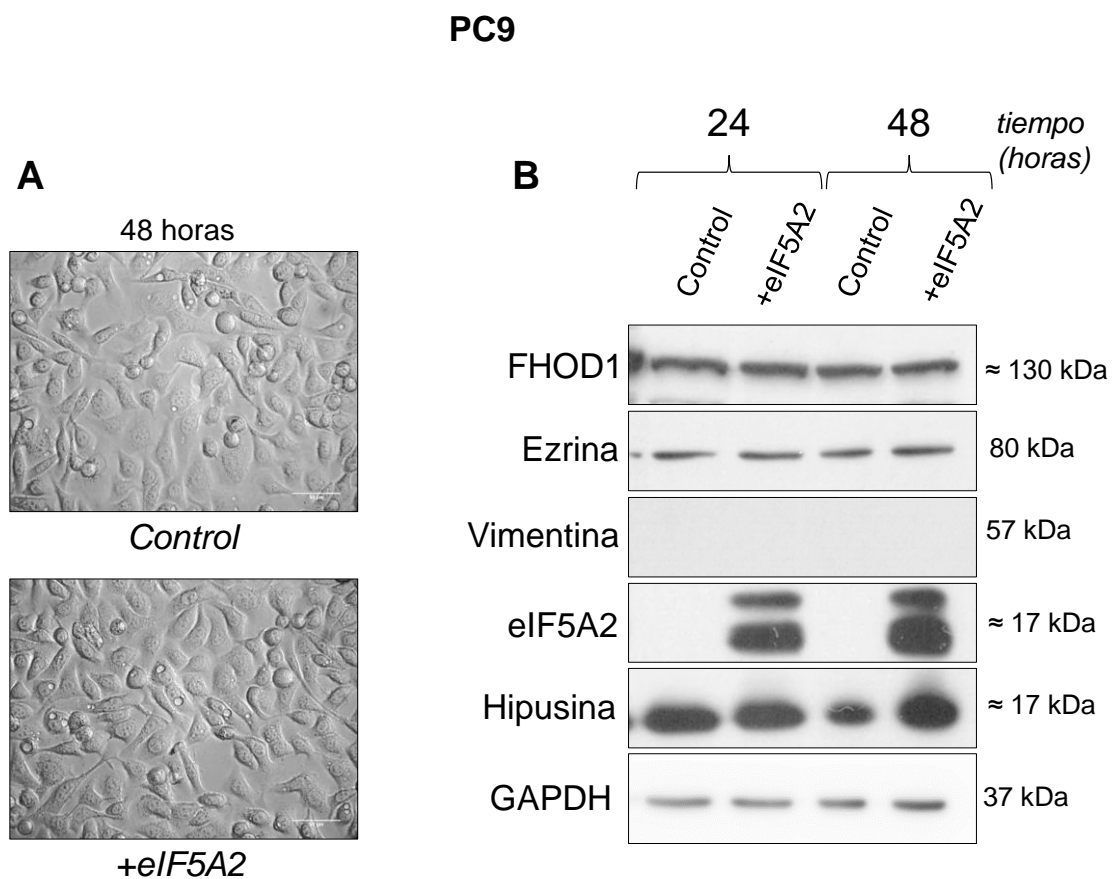 PC9
A
48 horas
Control
+eIF5A2
B
24
48
tiempo
(horas)
Control
+eIF5A2
Control
+eIF5A2
FHOD1
≈ 130 kDa
Ezrina
80 kDa
Vimentina
57 kDa
eIF5A2
≈ 17 kDa
Hipusina
≈ 17 kDa
GAPDH
37 kDa